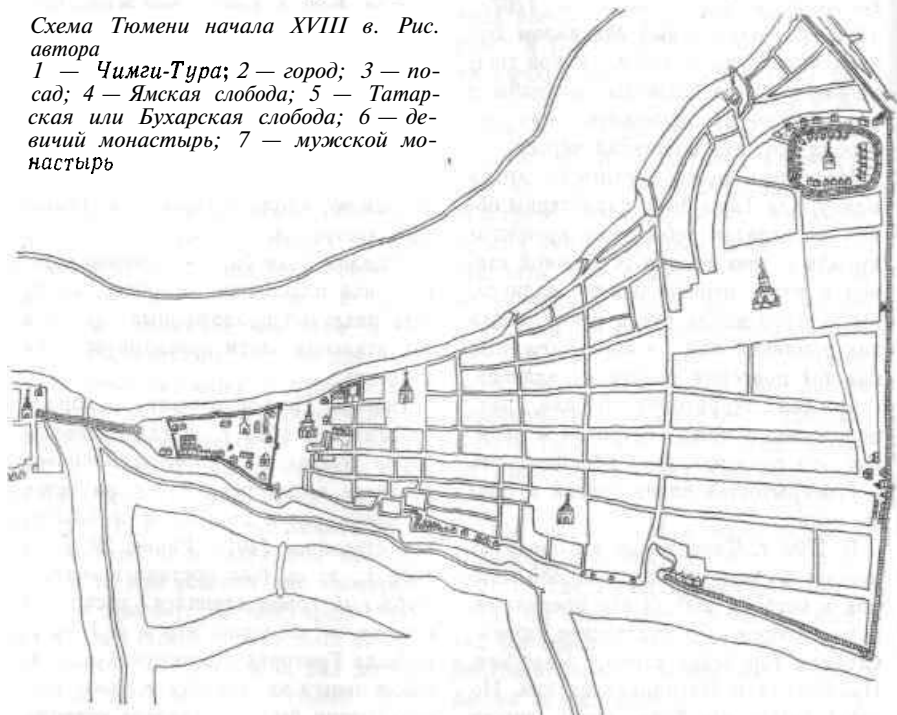 Схема Тюмени начала XVIII в. Рис.
автора
1 — Чимги-Тура; 2 — город; 3 — по-
сад; 4 — Ямская слобода; 5 — Татар-
ская или Бухарская слобода; 6 — де-
вичий монастырь; 7 — мужской мо-
настырь